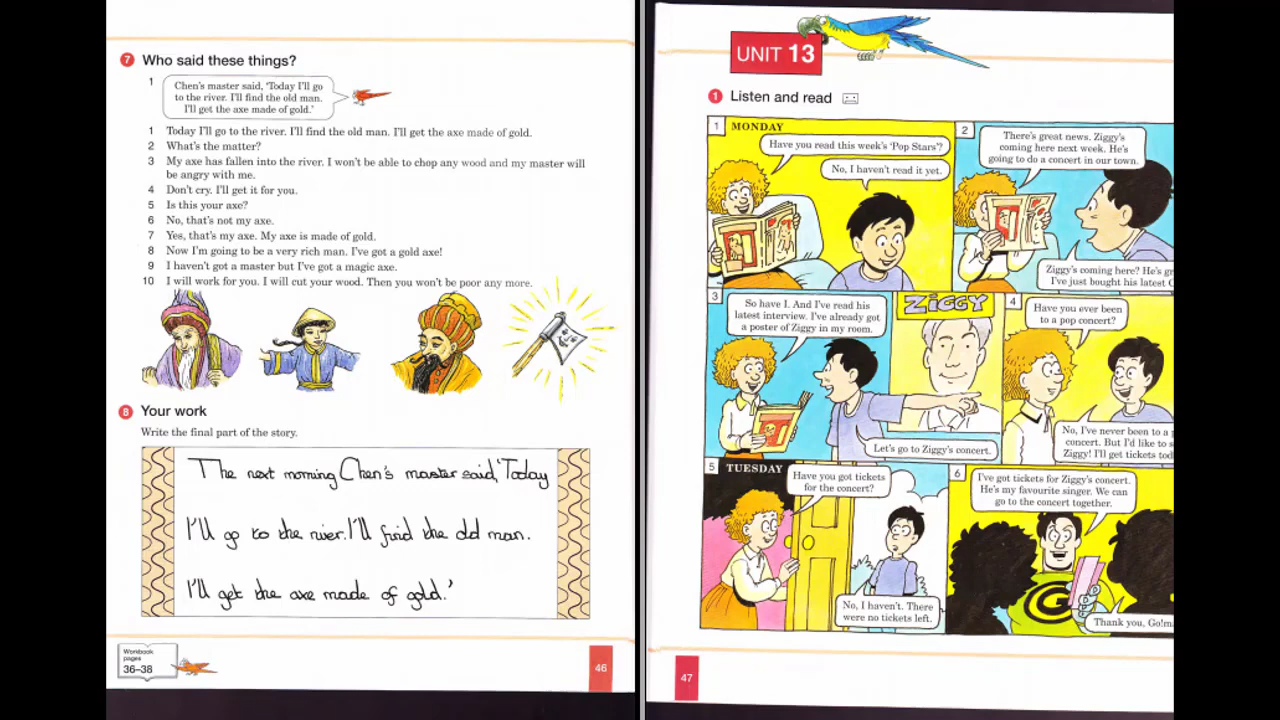 7 Who said these things?
1 Chen's master said, 'Today I'll go
to the river. I'll find the old man.
I'll get the axe made of gold.'
1 Today I'll go to the river. I'll find the old man. I'll get the axe made of gold.
2 What's the matter?
3 My axe has fallen into the river. I won't be able to chop any wood and my master will
be angry with me.
4 Don't cry. I'll get it for you.
5 Is this your axe?
6 No, that's not my axe.
7 Yes, that's my axe. My axe is made of gold.
8 Now I'm going to be a very rich man. I've got a gold axe!
9 I haven't got a master but I've got a magic axe.
10 I will work for you. I will cut your wood. Then you won't be poor any more.
8 Your work
Write the final part of the story.
The next morning Chen's master said, 'Today
I'll go to the river. I'll find the old man.
I'll get the axe made of gold.'
Workbook
pages
36–38
46
UNIT 13
1 Listen and read
1 MONDAY
Have you read this week's 'Pop Stars'?
No, I haven't read it yet.
2
There's great news. Ziggy's
coming here next week. He's
going to do a concert in our town.
Ziggy's coming here? He's
I've just bought his latest
3
So have I. And I've read his
latest interview. I've already got
a poster of Ziggy in my room.
ZIGGY
Let's go to Ziggy's concert.
4
Have you ever been
to a pop concert?
No, I've never been to a
concert. But I'd like to
Ziggy! I'll get tickets
5 TUESDAY
Have you got tickets
for the concert?
No, I haven't. There
were no tickets left.
6
I've got tickets for Ziggy's concert.
He's my favourite singer. We can
go to the concert together.
G
Thank you,
47